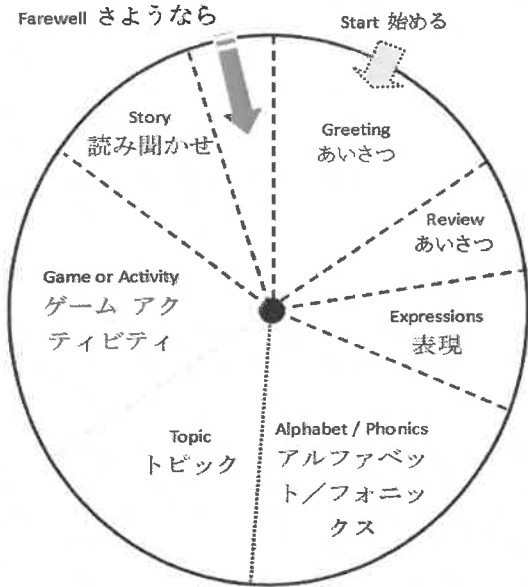 Farewell さようなら
Start 始める
Greeting
あいさつ
Review
あいさつ
Expressions
表現
Alphabet / Phonics
アルファベッ
ト／フォニッ
クス
Topic
トピック
Game or Activity
ゲーム アク
ティビティ
Story
読み聞かせ